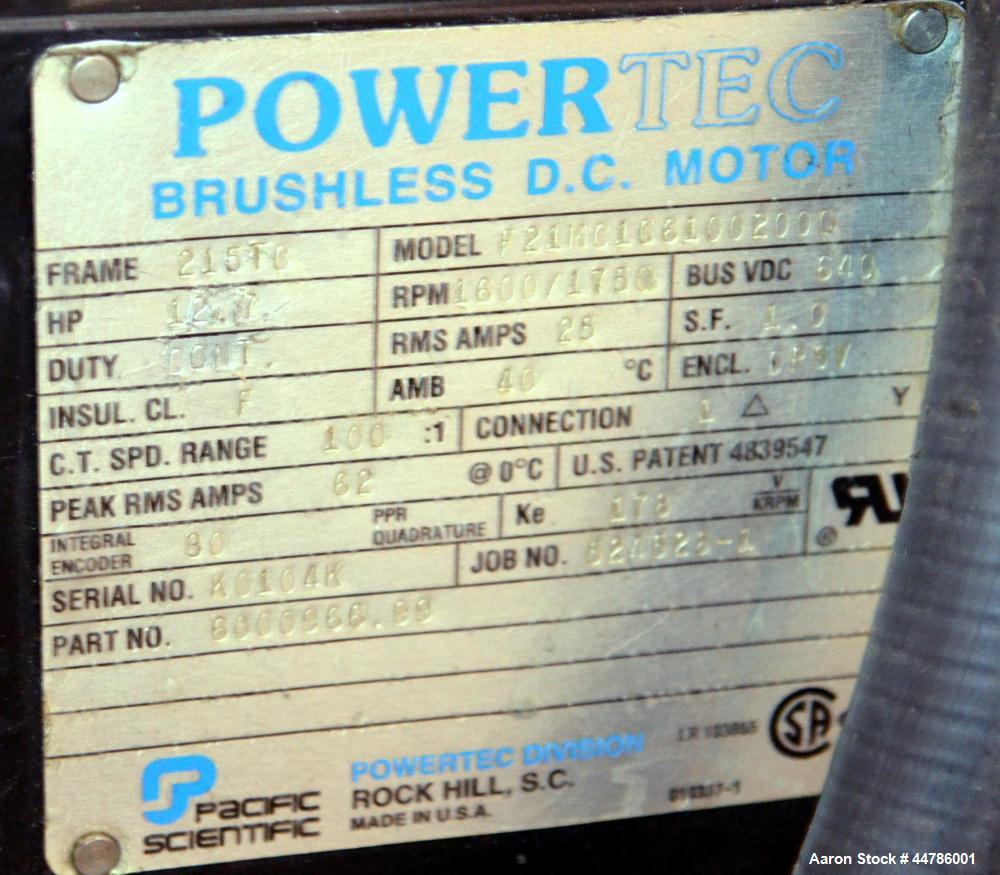 POWERTEC
BRUSHLESS D.C. MOTOR
FRAME 215TC MODEL
HP RPM 1600/1750 BUS VDC 640
DUTY CONT. RMS AMPS S.F. 1.0
INSUL. CL. F AMB 40 °C ENCL.
C.T. SPD. RANGE 100 :1 CONNECTION 1 △ Y
PEAK RMS AMPS 62 @ 0°C U.S. PATENT 4839547
INTEGRAL ENCODER PPR QUADRATURE Ke V/KRPM
SERIAL NO. JOB NO.
PART NO.
PACIFIC SCIENTIFIC
POWERTEC DIVISION
ROCK HILL, S.C.
MADE IN U.S.A.
Aaron Stock # 44786001